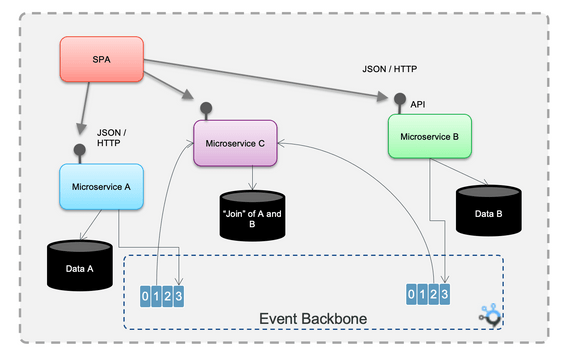 SPA
JSON / HTTP
JSON /
HTTP
API
Microservice C
Microservice B
Microservice A
"Join" of A and
B
Data B
Data A
0 1 2 3
0 1 2 3
Event Backbone